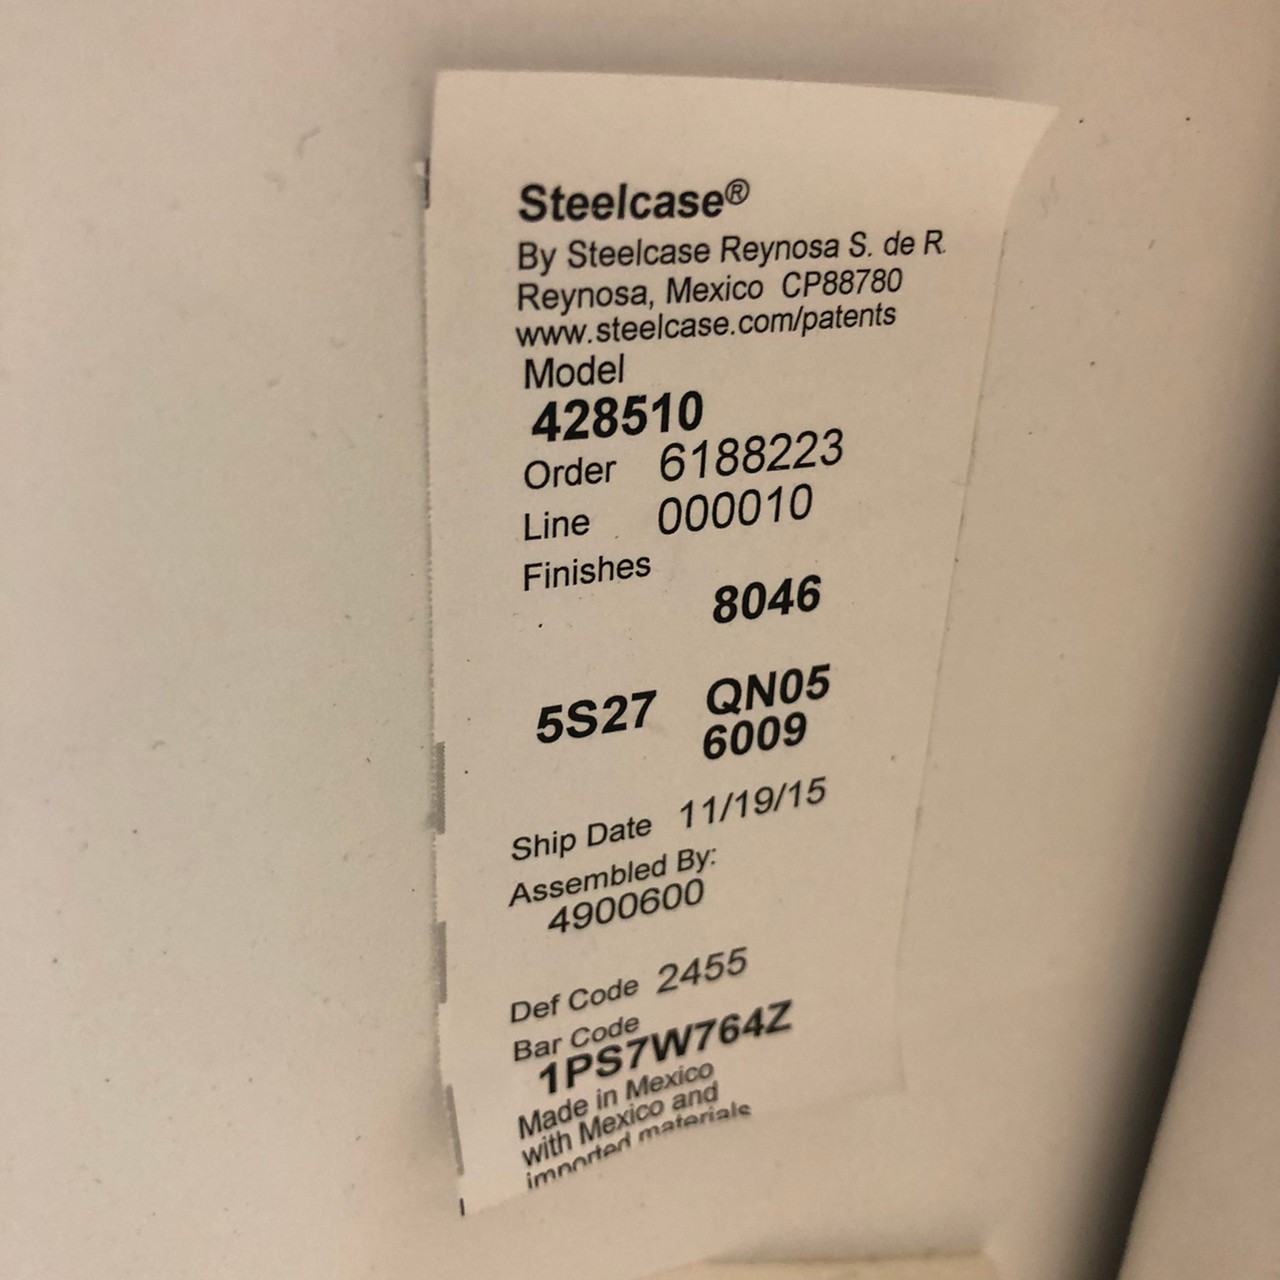 Steelcase®
By Steelcase Reynosa S. de R.
Reynosa, Mexico CP88780
www.steelcase.com/patents
Model
428510
Order 6188223
Line 000010
Finishes
8046
5S27 QN05
6009
Ship Date 11/19/15
Assembled By:
4900600
Def Code 2455
Bar Code
1PS7W764Z
Made in Mexico
with Mexico and
imported materials